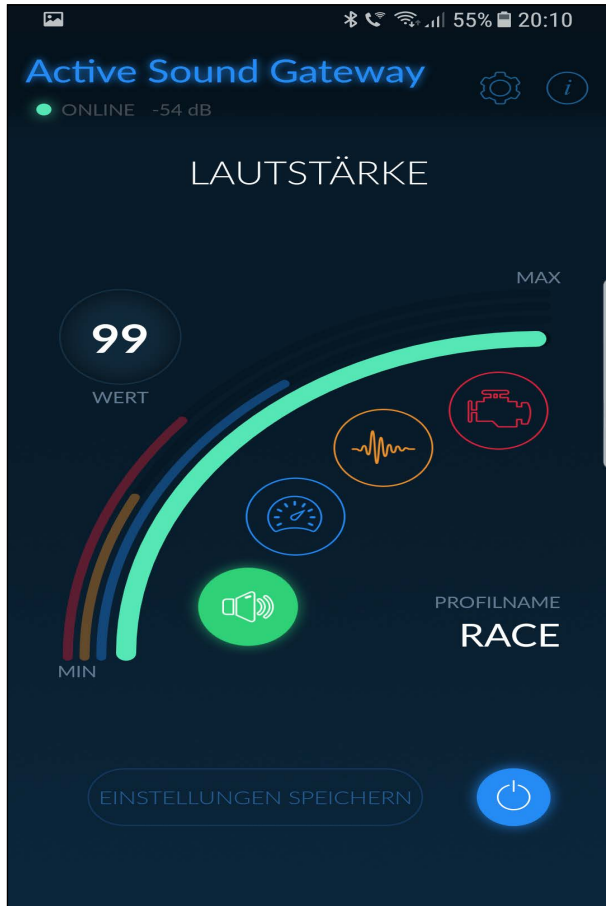 55% 20:10
Active Sound Gateway
i
ONLINE -54 dB
LAUTSTÄRKE
MAX
99
WERT
PROFILNAME
RACE
MIN
EINSTELLUNGEN SPEICHERN